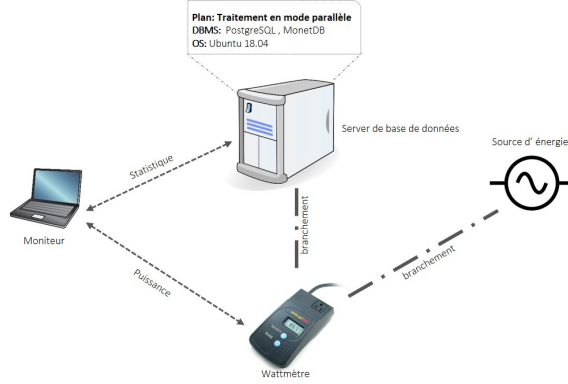 Plan: Traitement en mode parallèle
DBMS: PostgreSQL , MonetDB
OS: Ubuntu 18.04
Server de base de données
Source d' énergie
Statistique
Moniteur
branchement
branchement
Puissance
Wattmètre